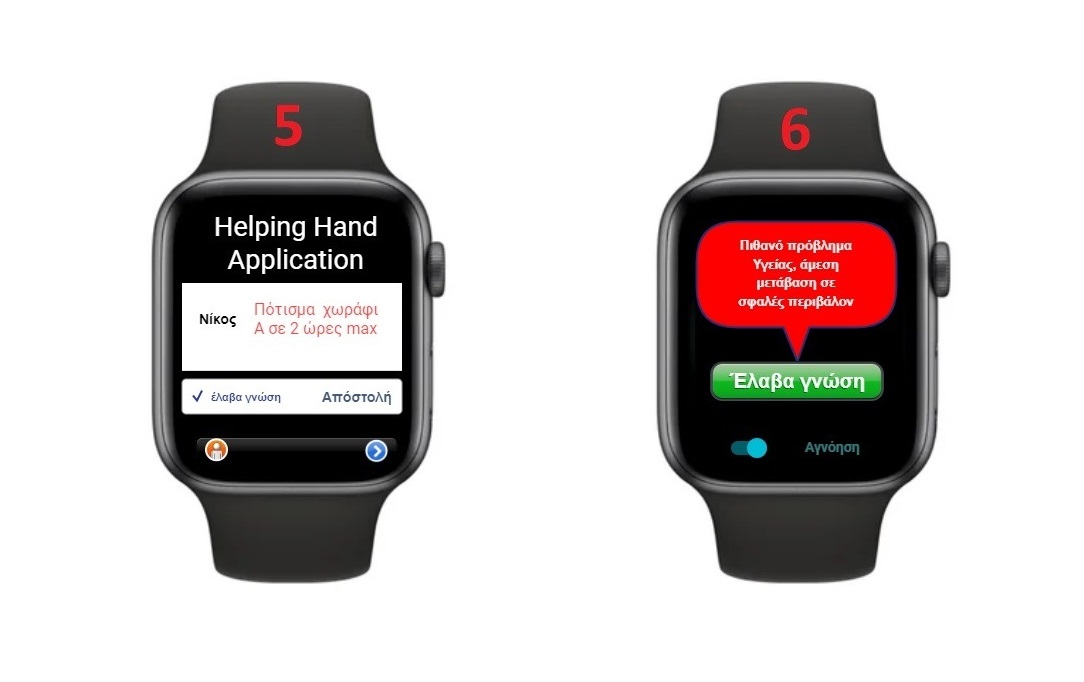 5
Helping Hand
Application
Νίκος
Πότισμα χωράφι
Α σε 2 ώρες max
έλαβα γνώση
Απόστολή
6
Πιθανό πρόβλημα
Υγείας, άμεση
μετάβαση σε
σφαλές περιβάλον
Έλαβα γνώση
Αγνόηση